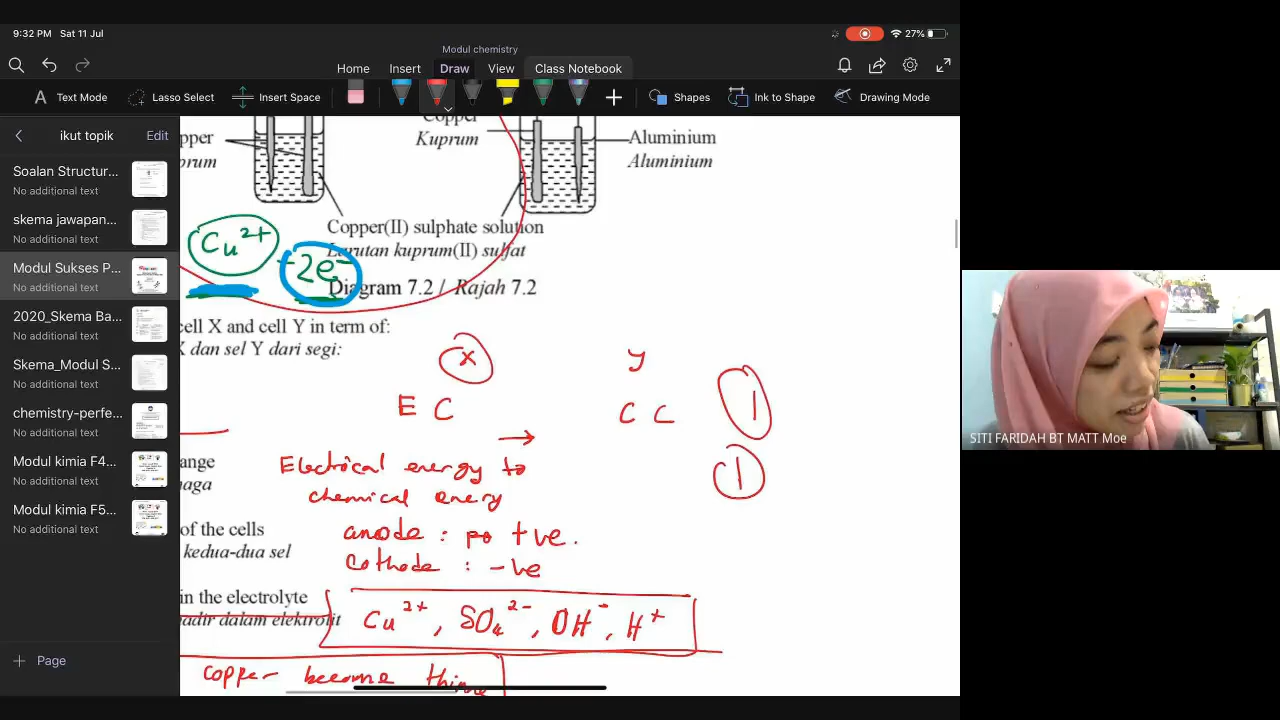 9:32 PM Sat 11 Jul
27%
Modul chemistry
Home Insert Draw View Class Notebook
Text Mode Lasso Select Insert Space Shapes Ink to Shape Drawing Mode
ikut topik Edit
Soalan Structur...
No additional text
skema jawapan...
No additional text
Modul Sukses P...
No additional text
2020_Skema Ba...
No additional text
Skema_Modul S...
No additional text
chemistry-perfe...
No additional text
Modul kimia F4...
No additional text
Modul kimia F5...
No additional text
Page
pper
prum
Copper
Kuprum
Aluminium
Aluminium
Copper(II) sulphate solution
Larutan kuprum(II) sulfat
Cu²⁺ -2e⁻
Diagram 7.2 / Rajah 7.2
cell X and cell Y in term of:
X dan sel Y dari segi:
X Y
E C C C 1
→
ange
naga
Electrical energy to
chemical enery
1
of the cells
kedua-dua sel
anode : po +ve.
Cathode : -ve
in the electrolyte
hadir dalam elektrolit
Cu²⁺, SO₄²⁻, OH⁻, H⁺
copper become thinne
SITI FARIDAH BT MATT Moe